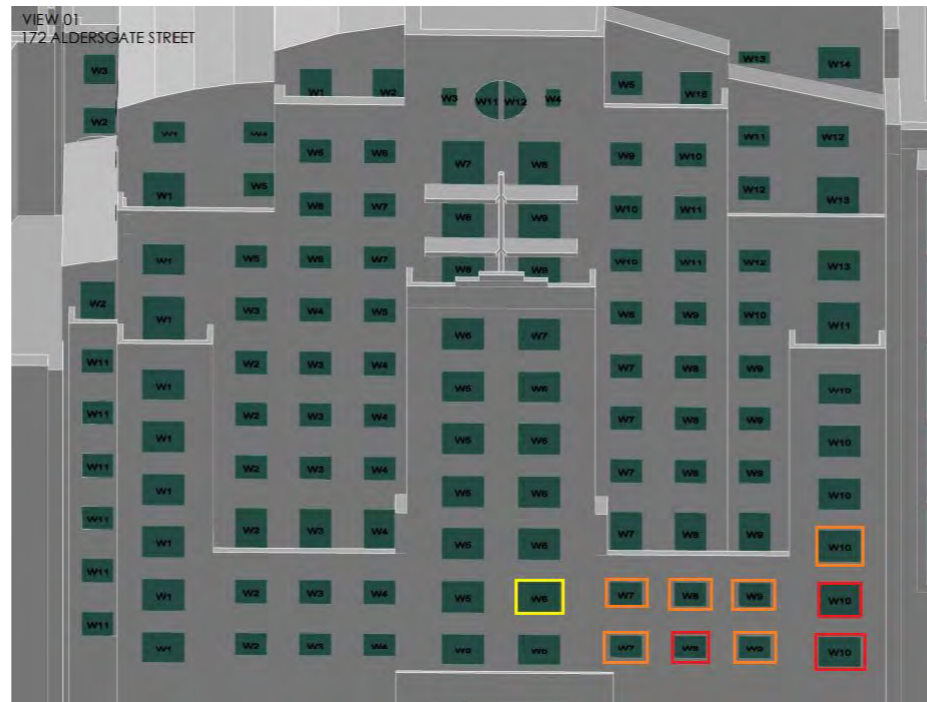 VIEW 01
172 ALDERSGATE STREET
W3 W13 W14
W1 W2 W5
W3 W11 W12 W4
W2 W4 W11 W12
W5 W6 W7 W8 W9 W10
W1 W5 W12 W13
W6 W7 W10 W11
W8 W9
W1 W5 W6 W7 W10 W11 W12 W13
W8 W9
W2 W1 W3 W4 W5 W8 W9 W10 W11
W6 W7
W11 W2 W3 W4 W7 W8 W9
W1 W5 W6 W10
W11 W2 W3 W4 W7 W8 W9
W1 W5 W6 W10
W11 W2 W3 W4 W7 W8 W9
W1 W5 W6 W10
W11 W2 W3 W4 W7 W8 W9
W1 W5 W6 W10
W11
W1 W2 W3 W4 W5 W6 W7 W8 W9 W10
W11
W1 W2 W3 W4 W5 W6 W7 W8 W9 W10